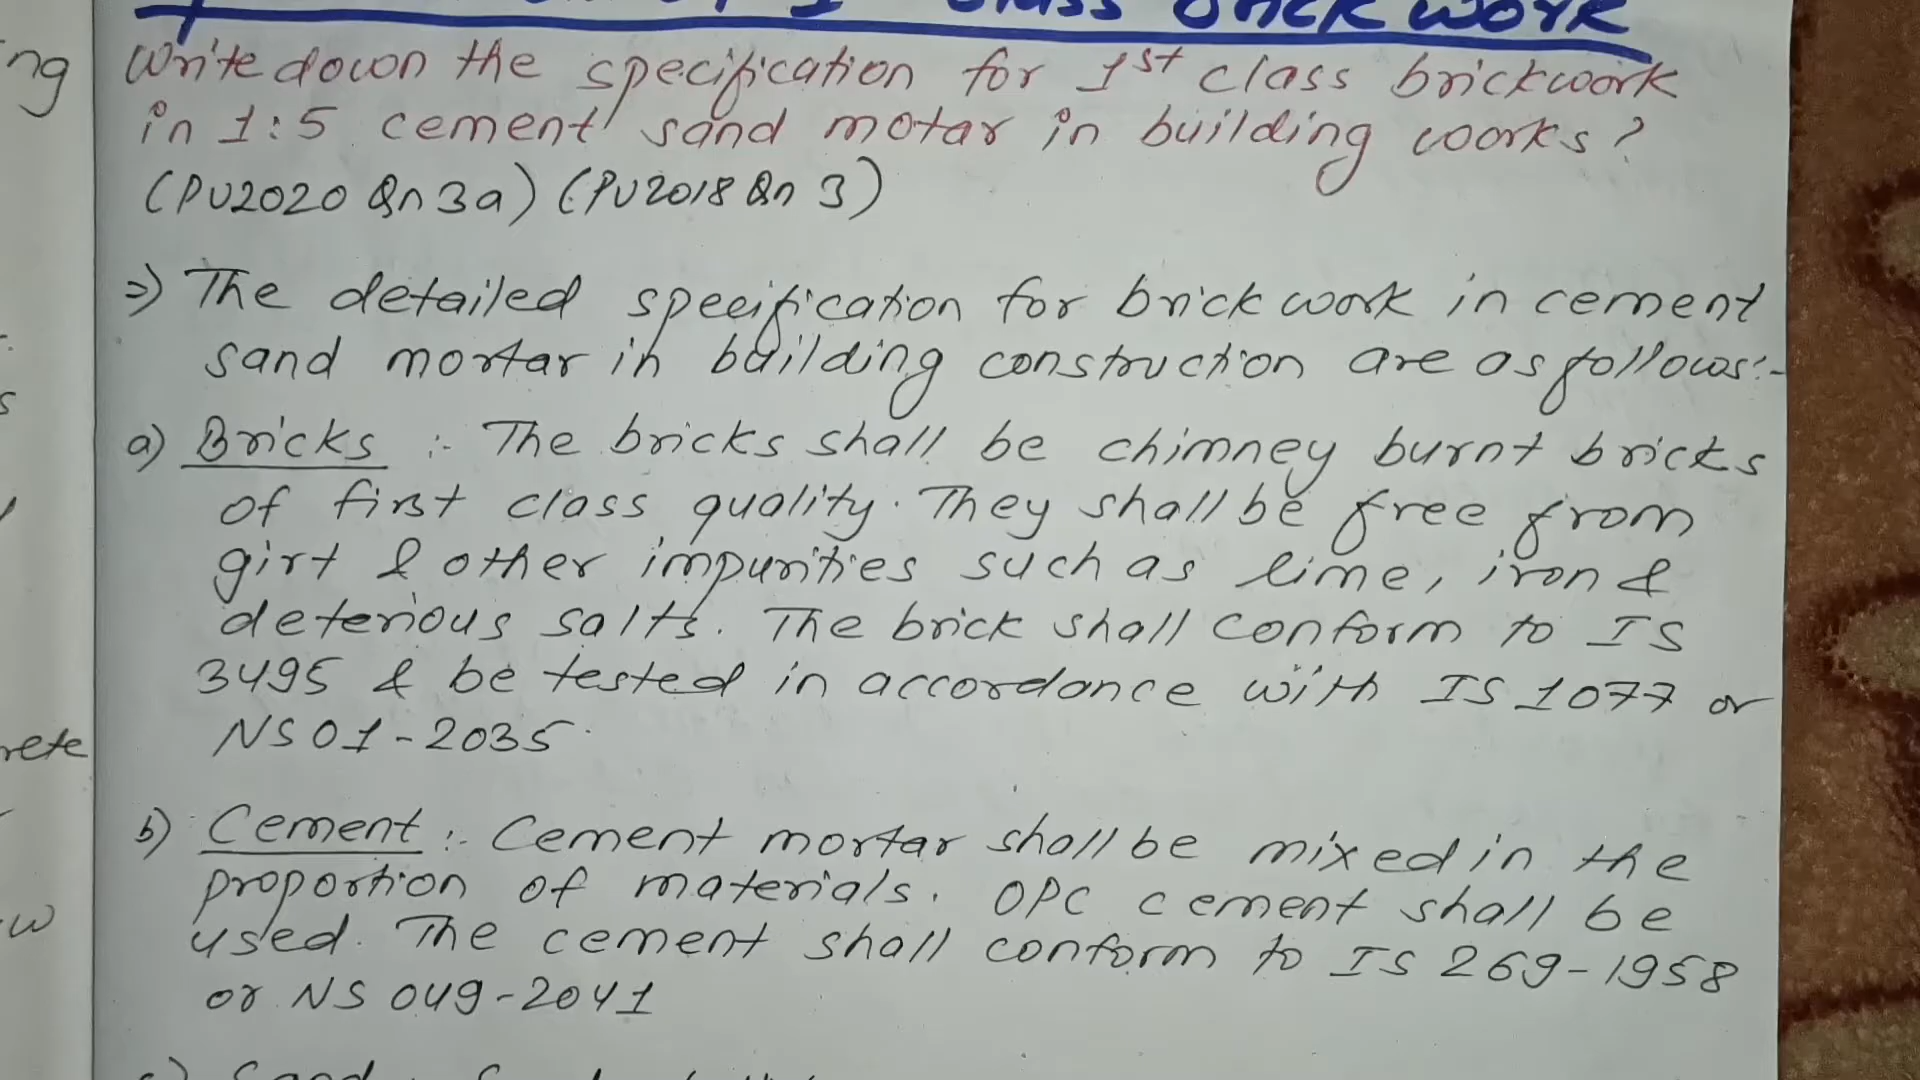 class brickwork
ng
Write down the specification for 1st class brickwork
in 1:5 cement sand motar in building works?
(PU2020 Qn 3a) (PU2018 Qn 3)
=) The detailed speeification for brick work in cement
sand mortar in building construction are as follows:-
a) Bricks :- The bricks shall be chimney burnt bricks
of first class quality. They shall be free from
girt & other impurities such as lime, iron &
deterious salts. The brick shall conform to IS
3495 & be tested in accordance with IS 1077 or
NS 01-2035
rete
b) Cement :- Cement mortar shall be mixed in the
proportion of materials. OPC cement shall be
used. The cement shall conform to IS 269-1958
or NS 049-2041
w